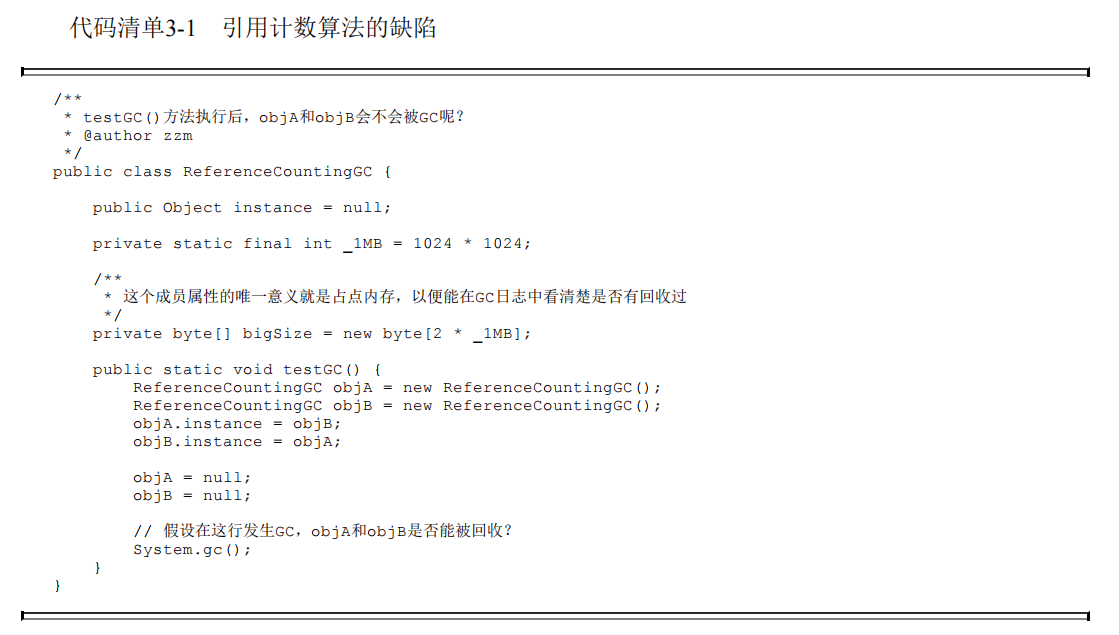 代码清单3-1 引用计数算法的缺陷
/**
 * testGC()方法执行后，objA和objB会不会被GC呢？
 * @author zzm
 */
public class ReferenceCountingGC {
    public Object instance = null;
    private static final int _1MB = 1024 * 1024;
    /**
     * 这个成员属性的唯一意义就是占点内存，以便能在GC日志中看清楚是否有回收过
     */
    private byte[] bigSize = new byte[2 * _1MB];
    public static void testGC() {
        ReferenceCountingGC objA = new ReferenceCountingGC();
        ReferenceCountingGC objB = new ReferenceCountingGC();
        objA.instance = objB;
        objB.instance = objA;
        objA = null;
        objB = null;
        // 假设在这行发生GC，objA和objB是否能被回收？
        System.gc();
    }
}